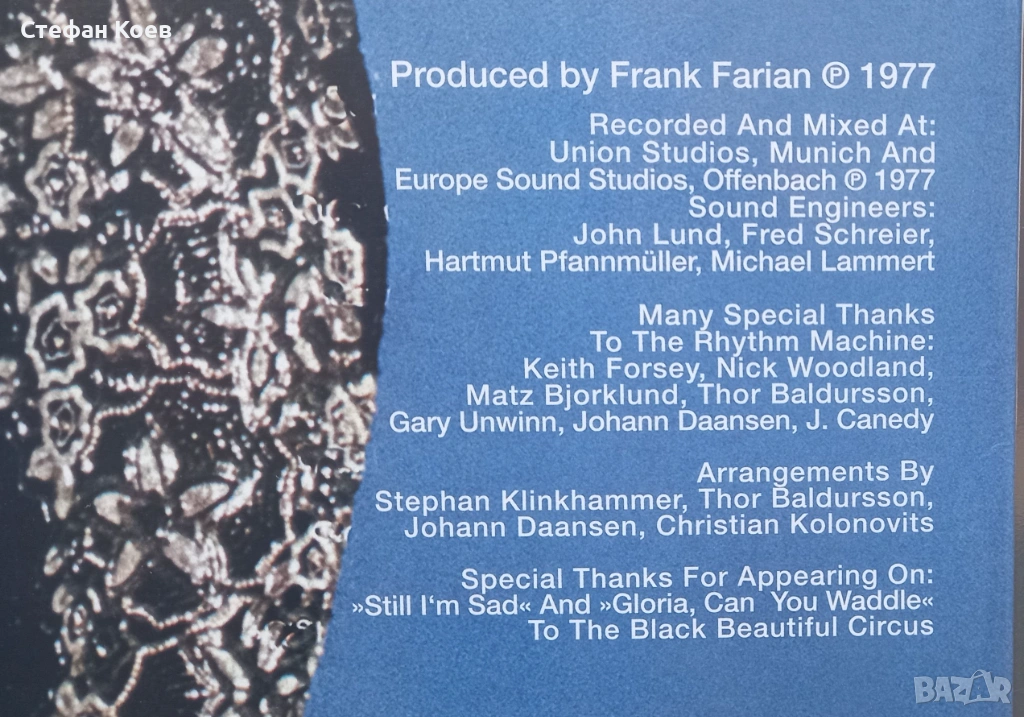 Стефан Коев
Produced by Frank Farian ℗ 1977
Recorded And Mixed At:
Union Studios, Munich And
Europe Sound Studios, Offenbach ℗ 1977
Sound Engineers:
John Lund, Fred Schreier,
Hartmut Pfannmüller, Michael Lammert
Many Special Thanks
To The Rhythm Machine:
Keith Forsey, Nick Woodland,
Matz Bjorklund, Thor Baldursson,
Gary Unwinn, Johann Daansen, J. Canedy
Arrangements By
Stephan Klinkhammer, Thor Baldursson,
Johann Daansen, Christian Kolonovits
Special Thanks For Appearing On:
»Still I‘m Sad« And »Gloria, Can You Waddle«
To The Black Beautiful Circus
BAZAR